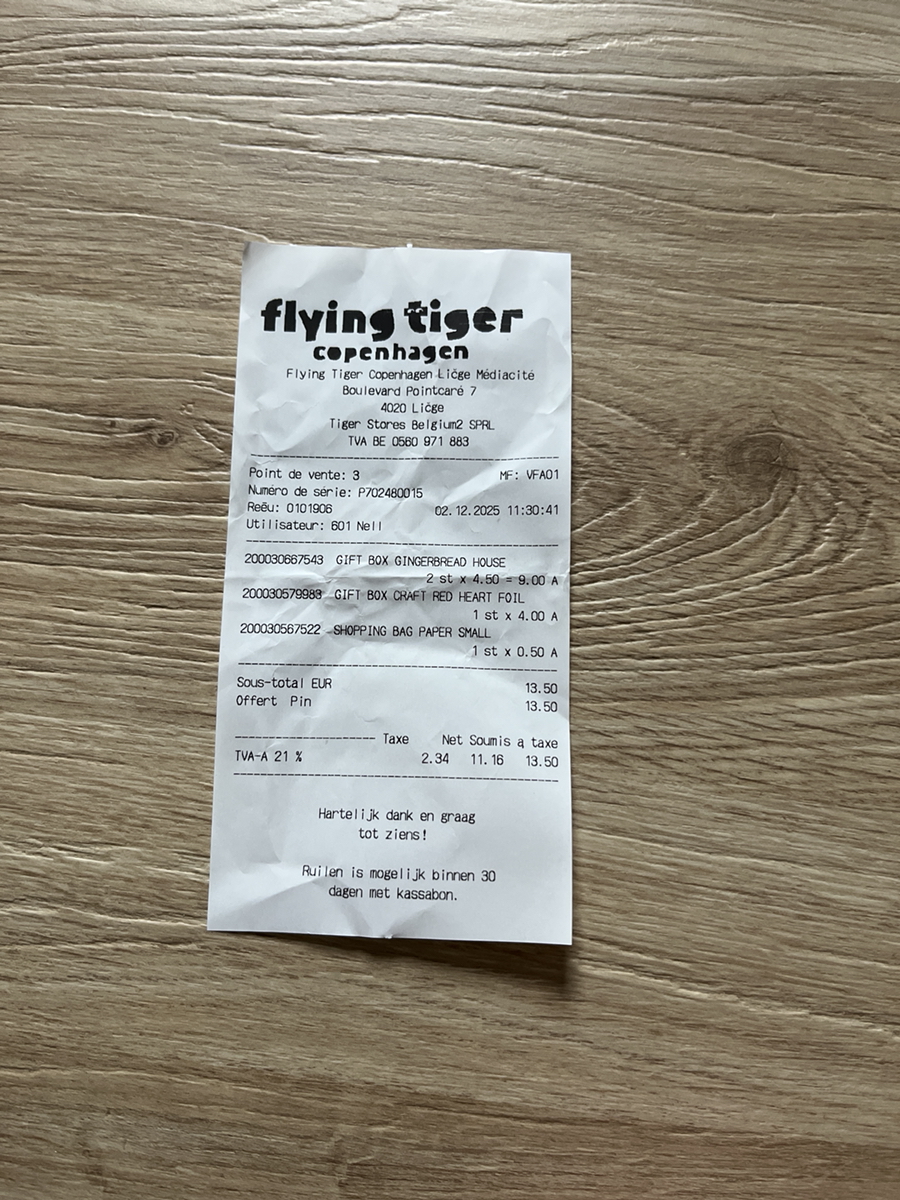 flying tiger
copenhagen
Flying Tiger Copenhagen Ličge Médiacité
Boulevard Pointcaré 7
4020 Ličge
Tiger Stores Belgium2 SPRL
TVA BE 0560 971 883
Point de vente: 3 MF: VFA01
Numéro de série: P702480015
Reëu: 0101906 02.12.2025 11:30:41
Utilisateur: 601 Nell
200030667543 GIFT BOX GINGERBREAD HOUSE
2 st x 4.50 = 9.00 A
200030579983 GIFT BOX CRAFT RED HEART FOIL
1 st x 4.00 A
200030567522 SHOPPING BAG PAPER SMALL
1 st x 0.50 A
Sous-total EUR 13.50
Offert Pin 13.50
Taxe Net Soumis a taxe
TVA-A 21 % 2.34 11.16 13.50
Hartelijk dank en graag
tot ziens!
Ruilen is mogelijk binnen 30
dagen met kassabon.